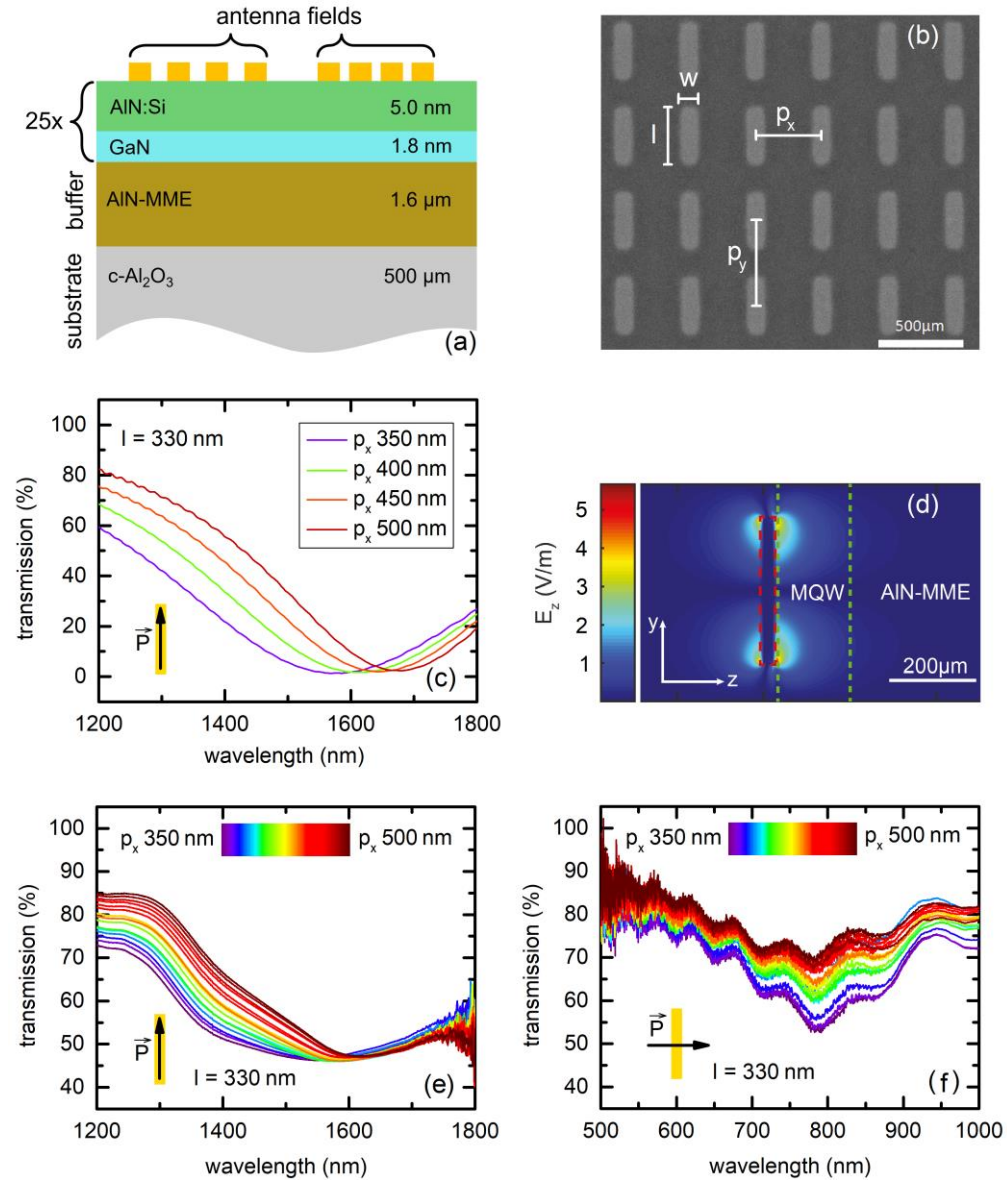 antenna fields
25x
AlN:Si
5.0 nm
GaN
1.8 nm
buffer
AlN-MME
1.6 µm
substrate
c-Al₂O₃
500 µm
(a)
(b)
w
l
pₓ
p_y
500µm
transmission (%)
100
80
60
40
20
0
l = 330 nm
pₓ 350 nm
pₓ 400 nm
pₓ 450 nm
pₓ 500 nm
P⃗
(c)
1200
1400
1600
1800
wavelength (nm)
E_z (V/m)
5
4
3
2
1
(d)
MQW
AlN-MME
y
z
200µm
transmission (%)
100
90
80
70
60
50
40
pₓ 350 nm
pₓ 500 nm
P⃗
l = 330 nm
(e)
1200
1400
1600
1800
wavelength (nm)
transmission (%)
100
90
80
70
60
50
40
pₓ 350 nm
pₓ 500 nm
P⃗
l = 330 nm
(f)
500
600
700
800
900
1000
wavelength (nm)